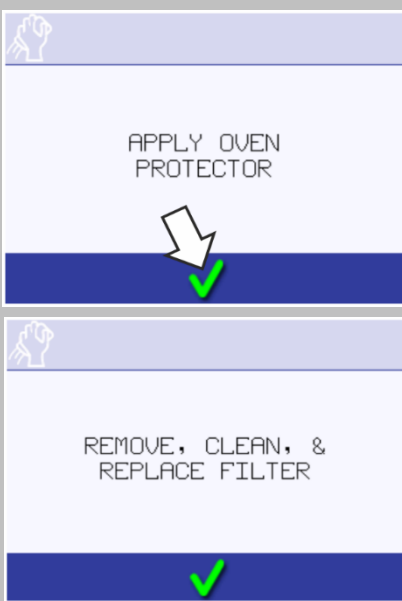 APPLY OVEN
PROTECTOR
REMOVE, CLEAN, &
REPLACE FILTER